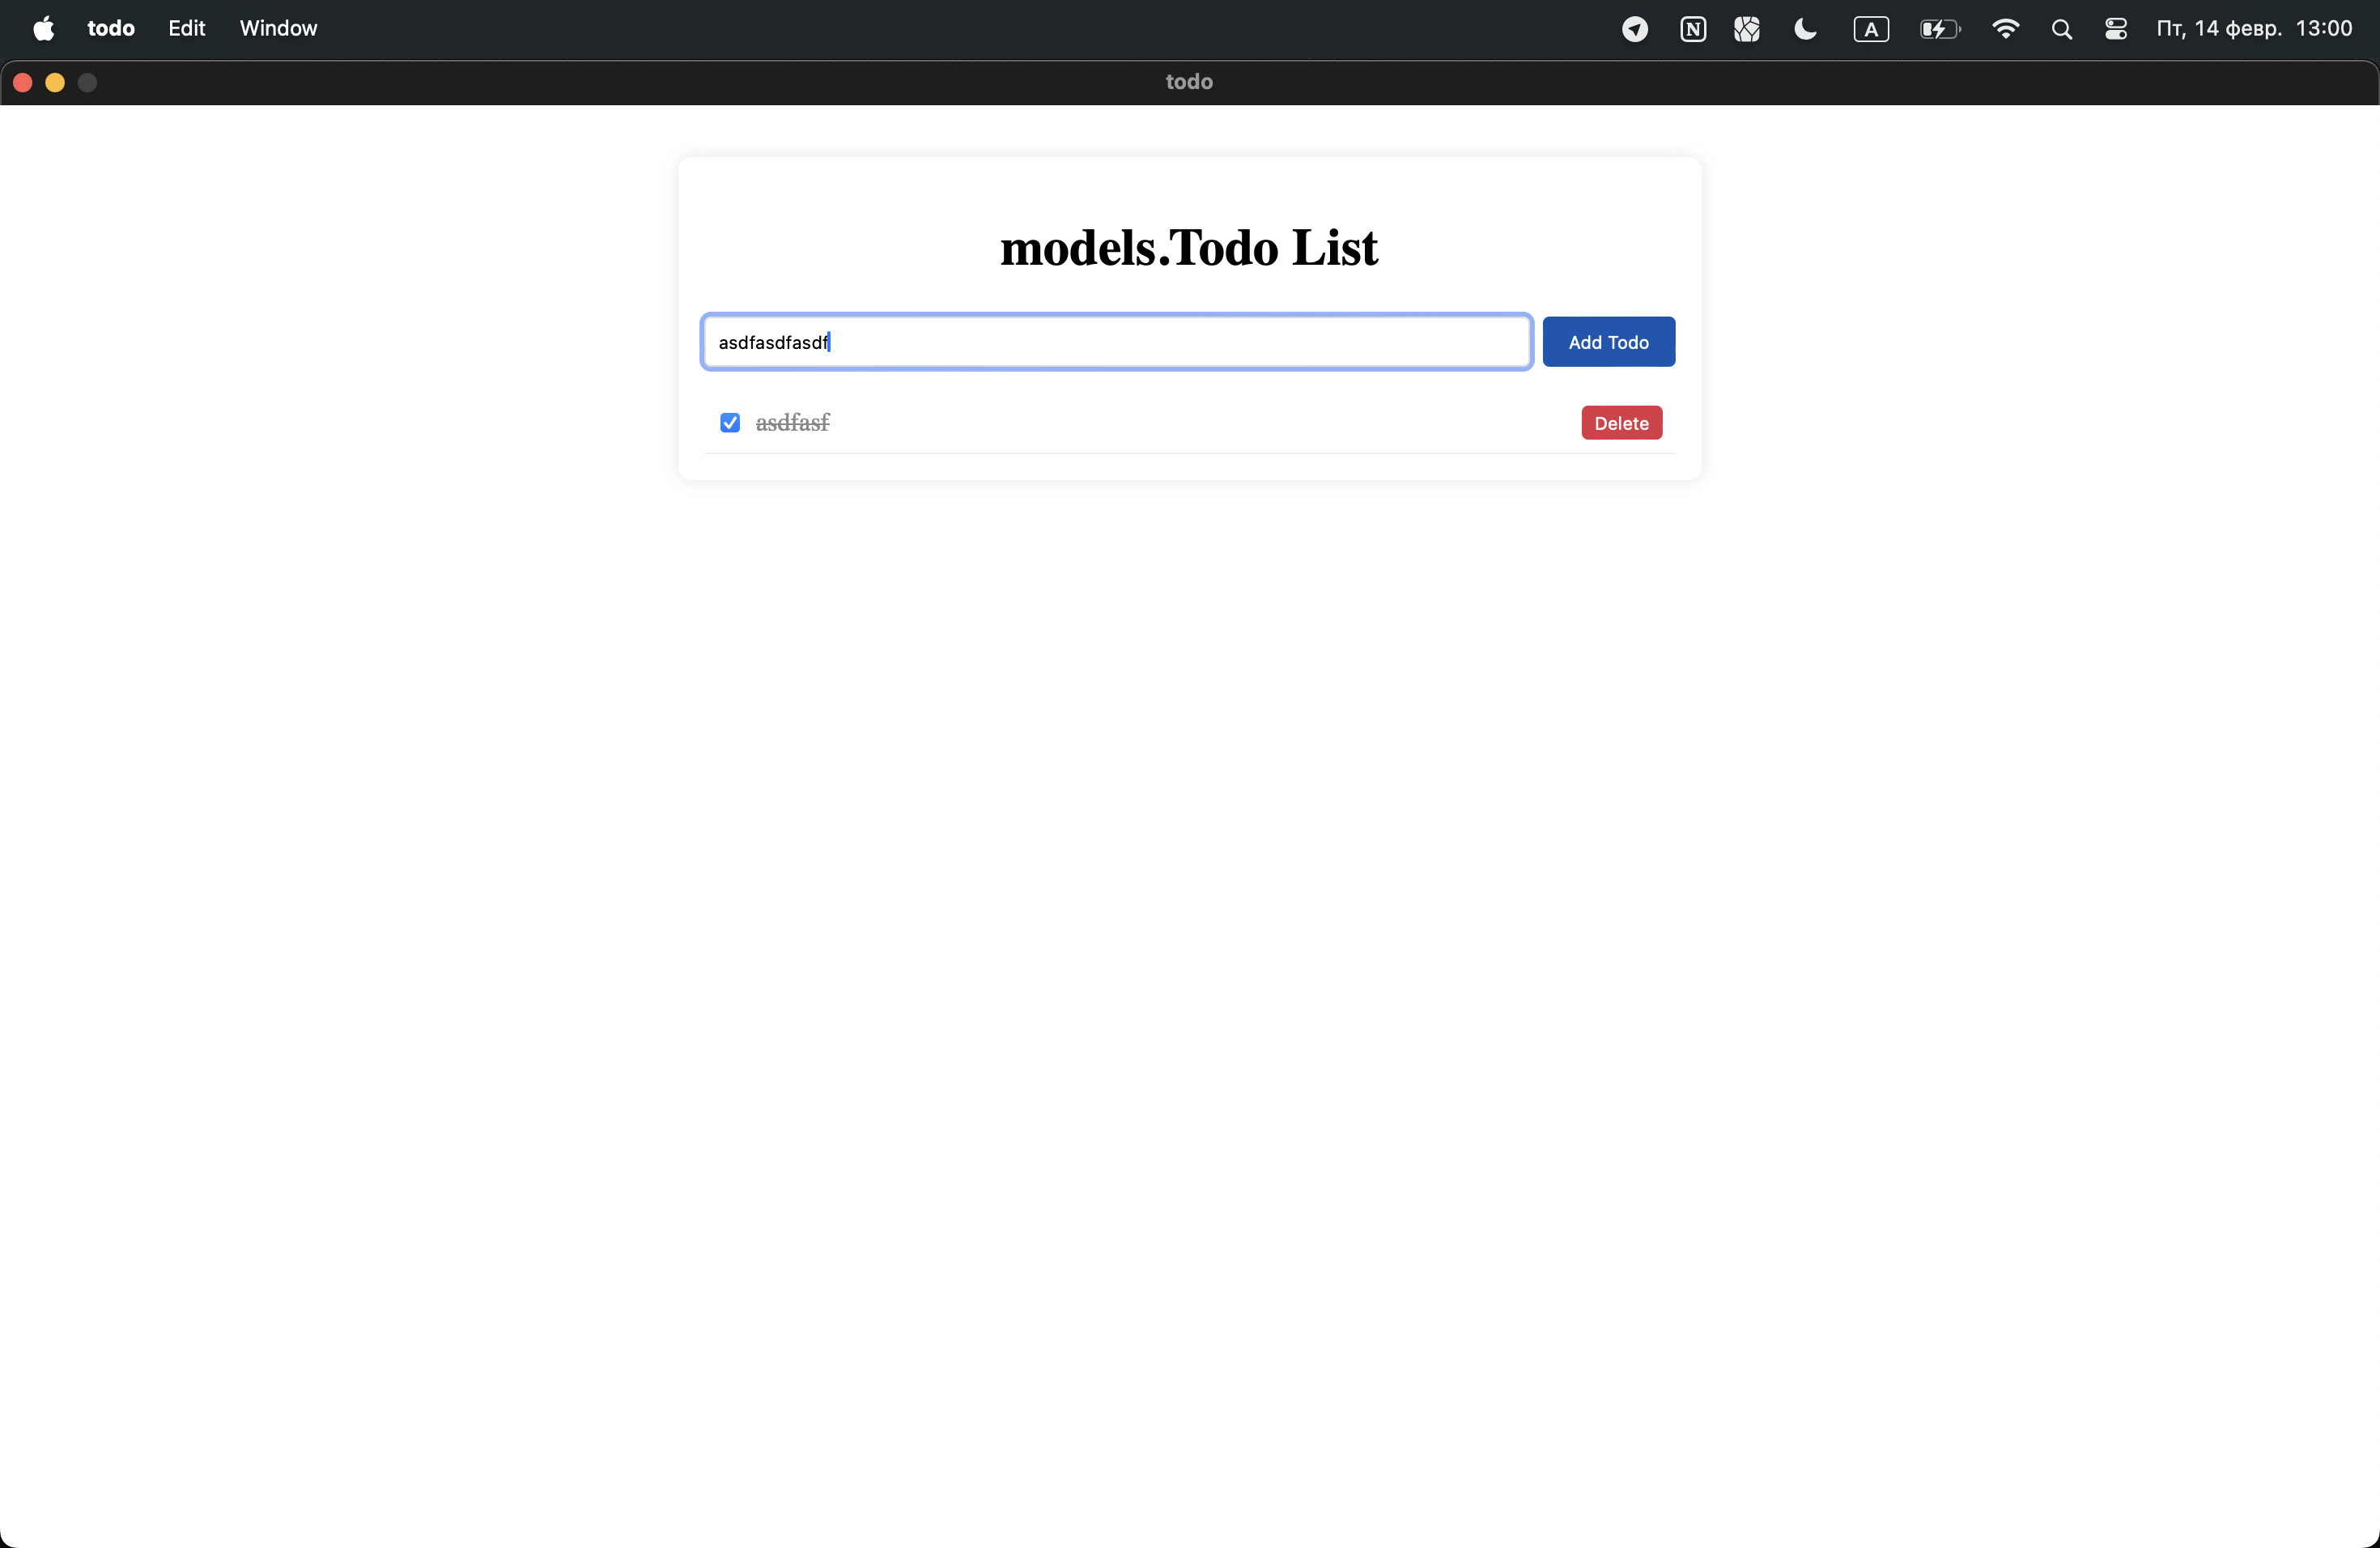 todo Edit Window A Пт, 14 февр. 13:00
todo
models.Todo List
asdfasdfasdf Add Todo
asdfasf Delete